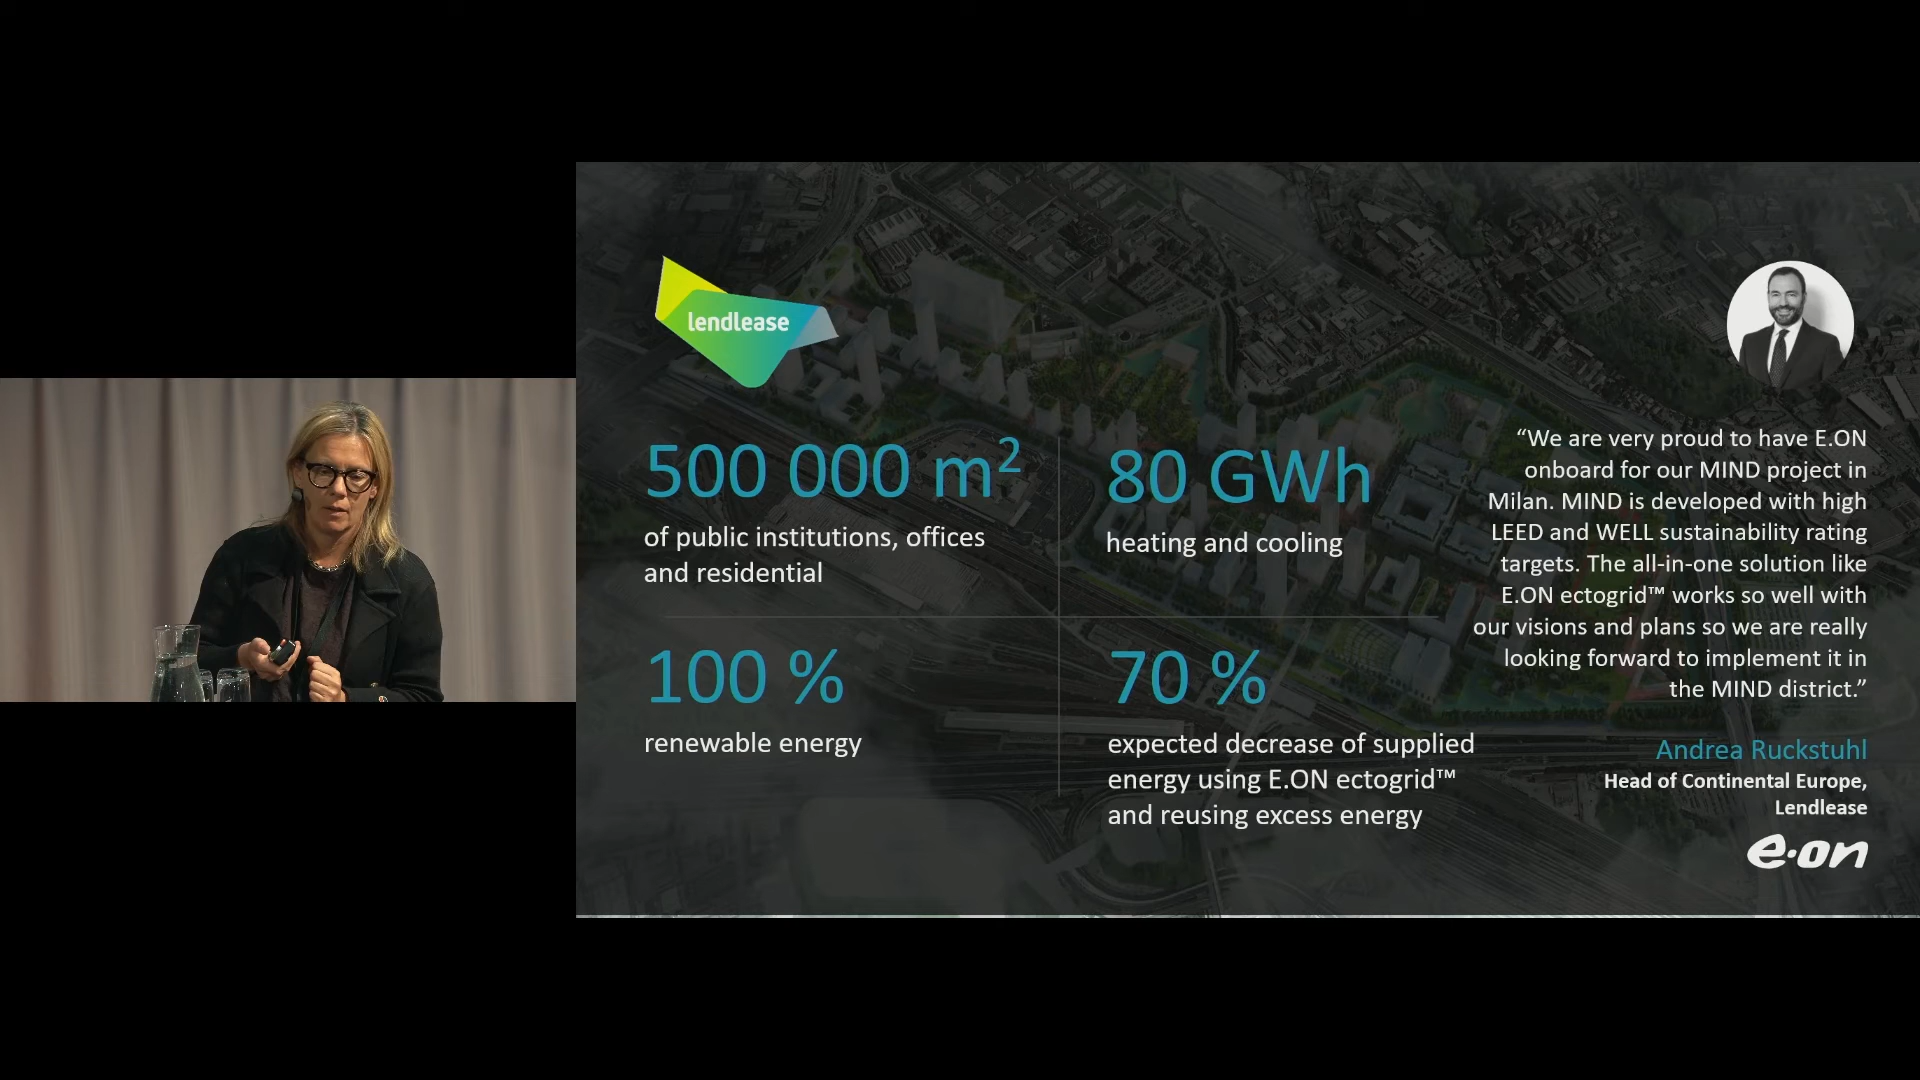 lendlease
500 000 m²
of public institutions, offices
and residential
80 GWh
heating and cooling
100 %
renewable energy
70 %
expected decrease of supplied
energy using E.ON ectogrid™
and reusing excess energy
“We are very proud to have E.ON
onboard for our MIND project in
Milan. MIND is developed with high
LEED and WELL sustainability rating
targets. The all-in-one solution like
E.ON ectogrid™ works so well with
our visions and plans so we are really
looking forward to implement it in
the MIND district.”
Andrea Ruckstuhl
Head of Continental Europe,
Lendlease
e·on